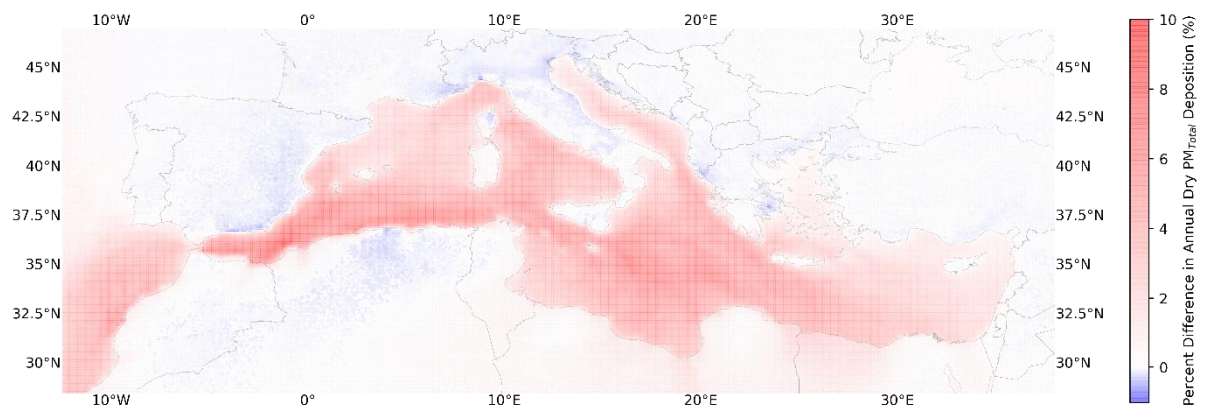 10°W 0° 10°E 20°E 30°E
45°N 45°N
42.5°N 42.5°N
40°N 40°N
37.5°N 37.5°N
35°N 35°N
32.5°N 32.5°N
30°N 30°N
10°W 0° 10°E 20°E 30°E
10
8
6
4
2
0
Percent Difference in Annual Dry PM_Total Deposition (%)